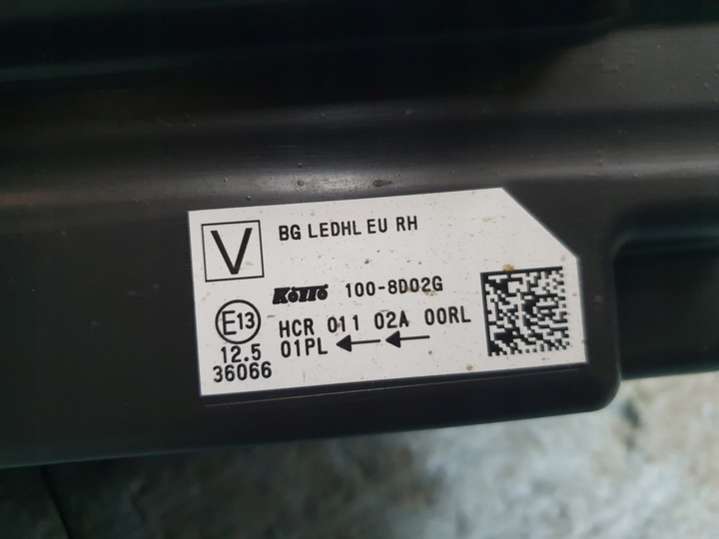 V
BG LEDHL EU RH
KOITO 100-8D02G
E13
HCR 011 02A 00RL
12.5
01PL
36066